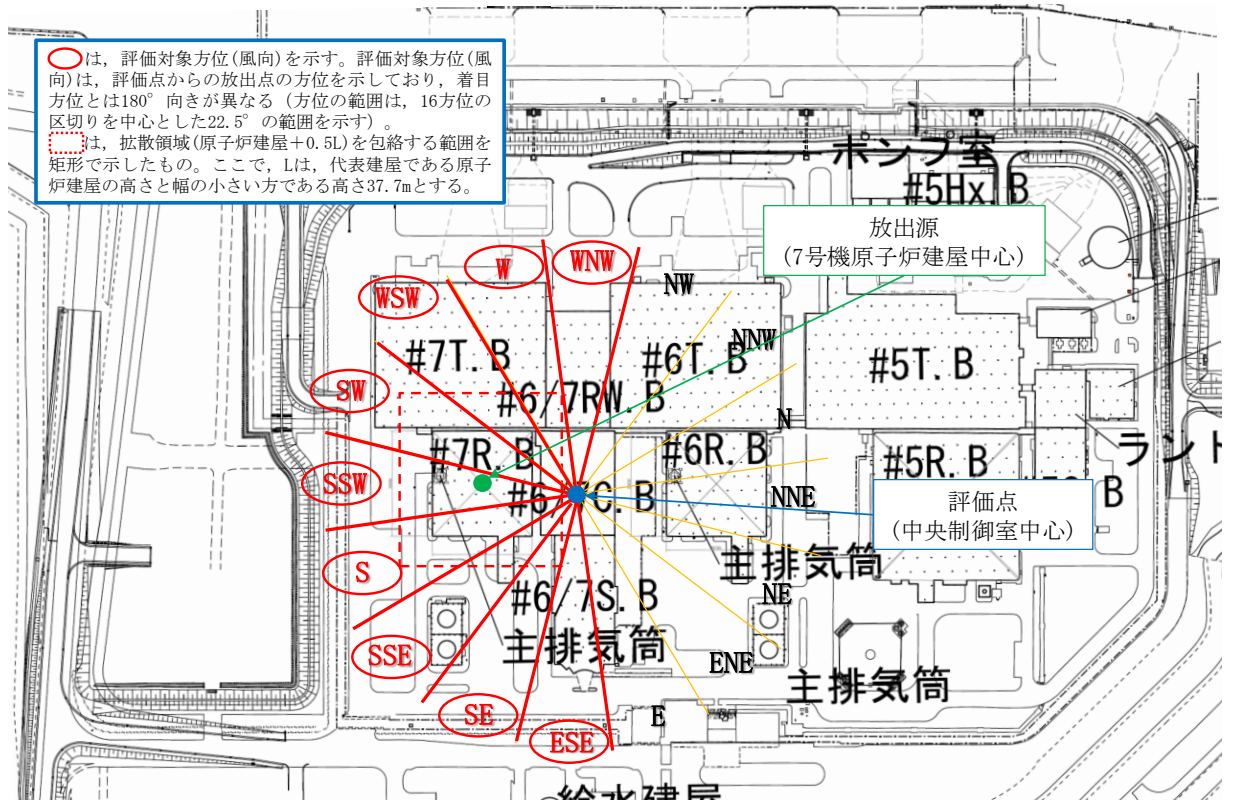 は，評価対象方位(風向)を示す。評価対象方位(風
向)は，評価点からの放出点の方位を示しており，着目
方位とは180°向きが異なる（方位の範囲は，16方位の
区切りを中心とした22.5°の範囲を示す）。
は，拡散領域(原子炉建屋＋0.5L)を包絡する範囲を
矩形で示したもの。ここで，Lは，代表建屋である原子
炉建屋の高さと幅の小さい方である高さ37.7mとする。
ポンプ室
#5Hx.B
放出源
(7号機原子炉建屋中心)
W
WNW
NW
WSW
NNW
#7T.B
#6T.B
#5T.B
SW
#6/7RW.B
N
#7R.B
#6R.B
#5R.B
ラント
SSW
#6/7C.B
NNE
B
評価点
(中央制御室中心)
S
主排気筒
#6/7S.B
NE
主排気筒
SSE
ENE
主排気筒
SE
E
ESE
給水建屋